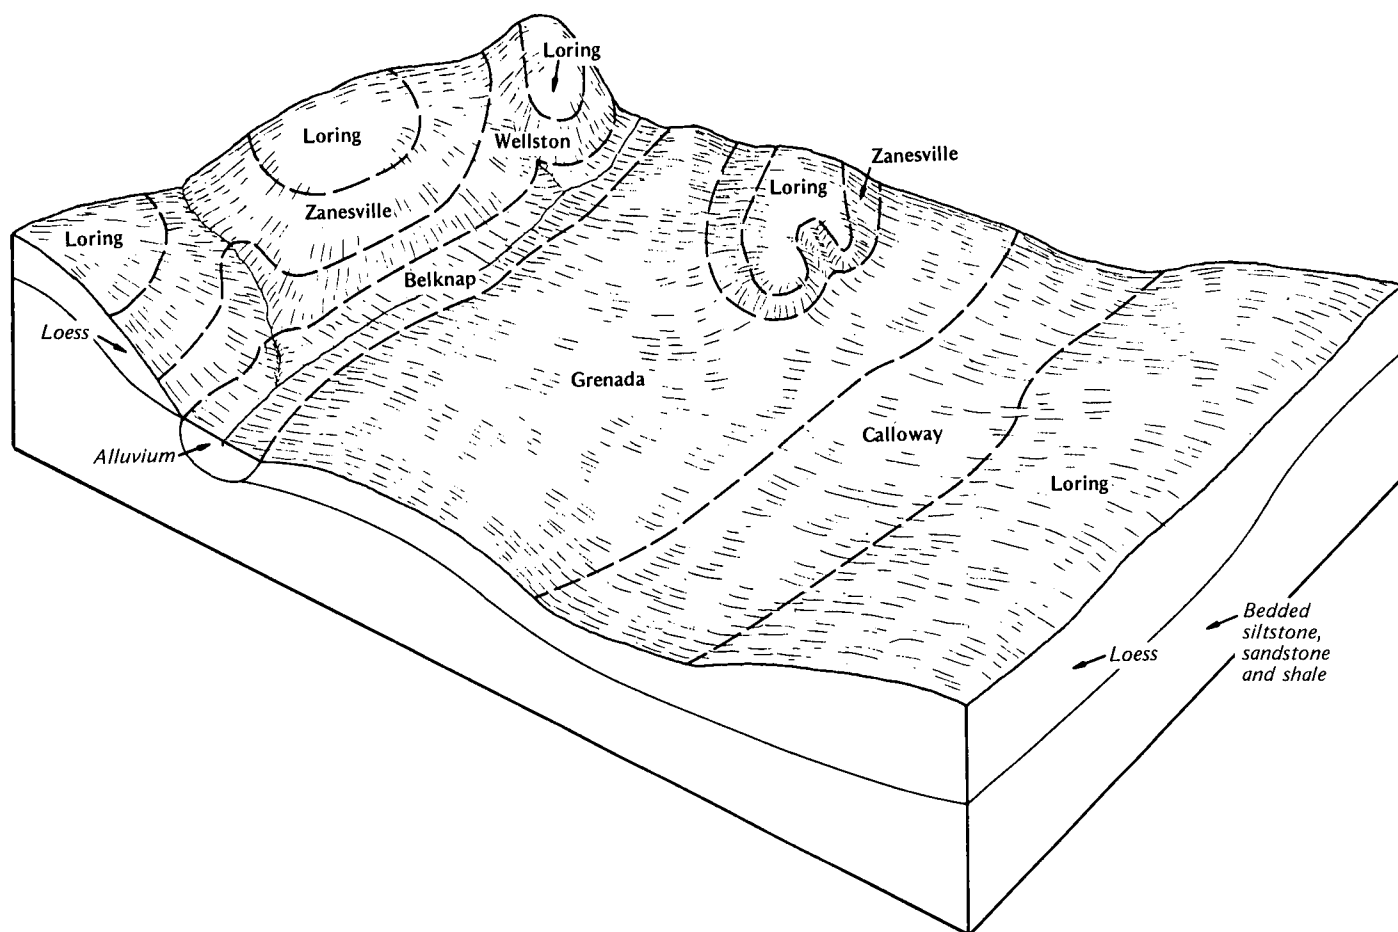 Loring
Loring
Wellston
Zanesville
Loring
Zanesville
Loring
Belknap
Loess
Grenada
Calloway
Alluvium
Loring
Bedded
siltstone,
sandstone
and shale
Loess